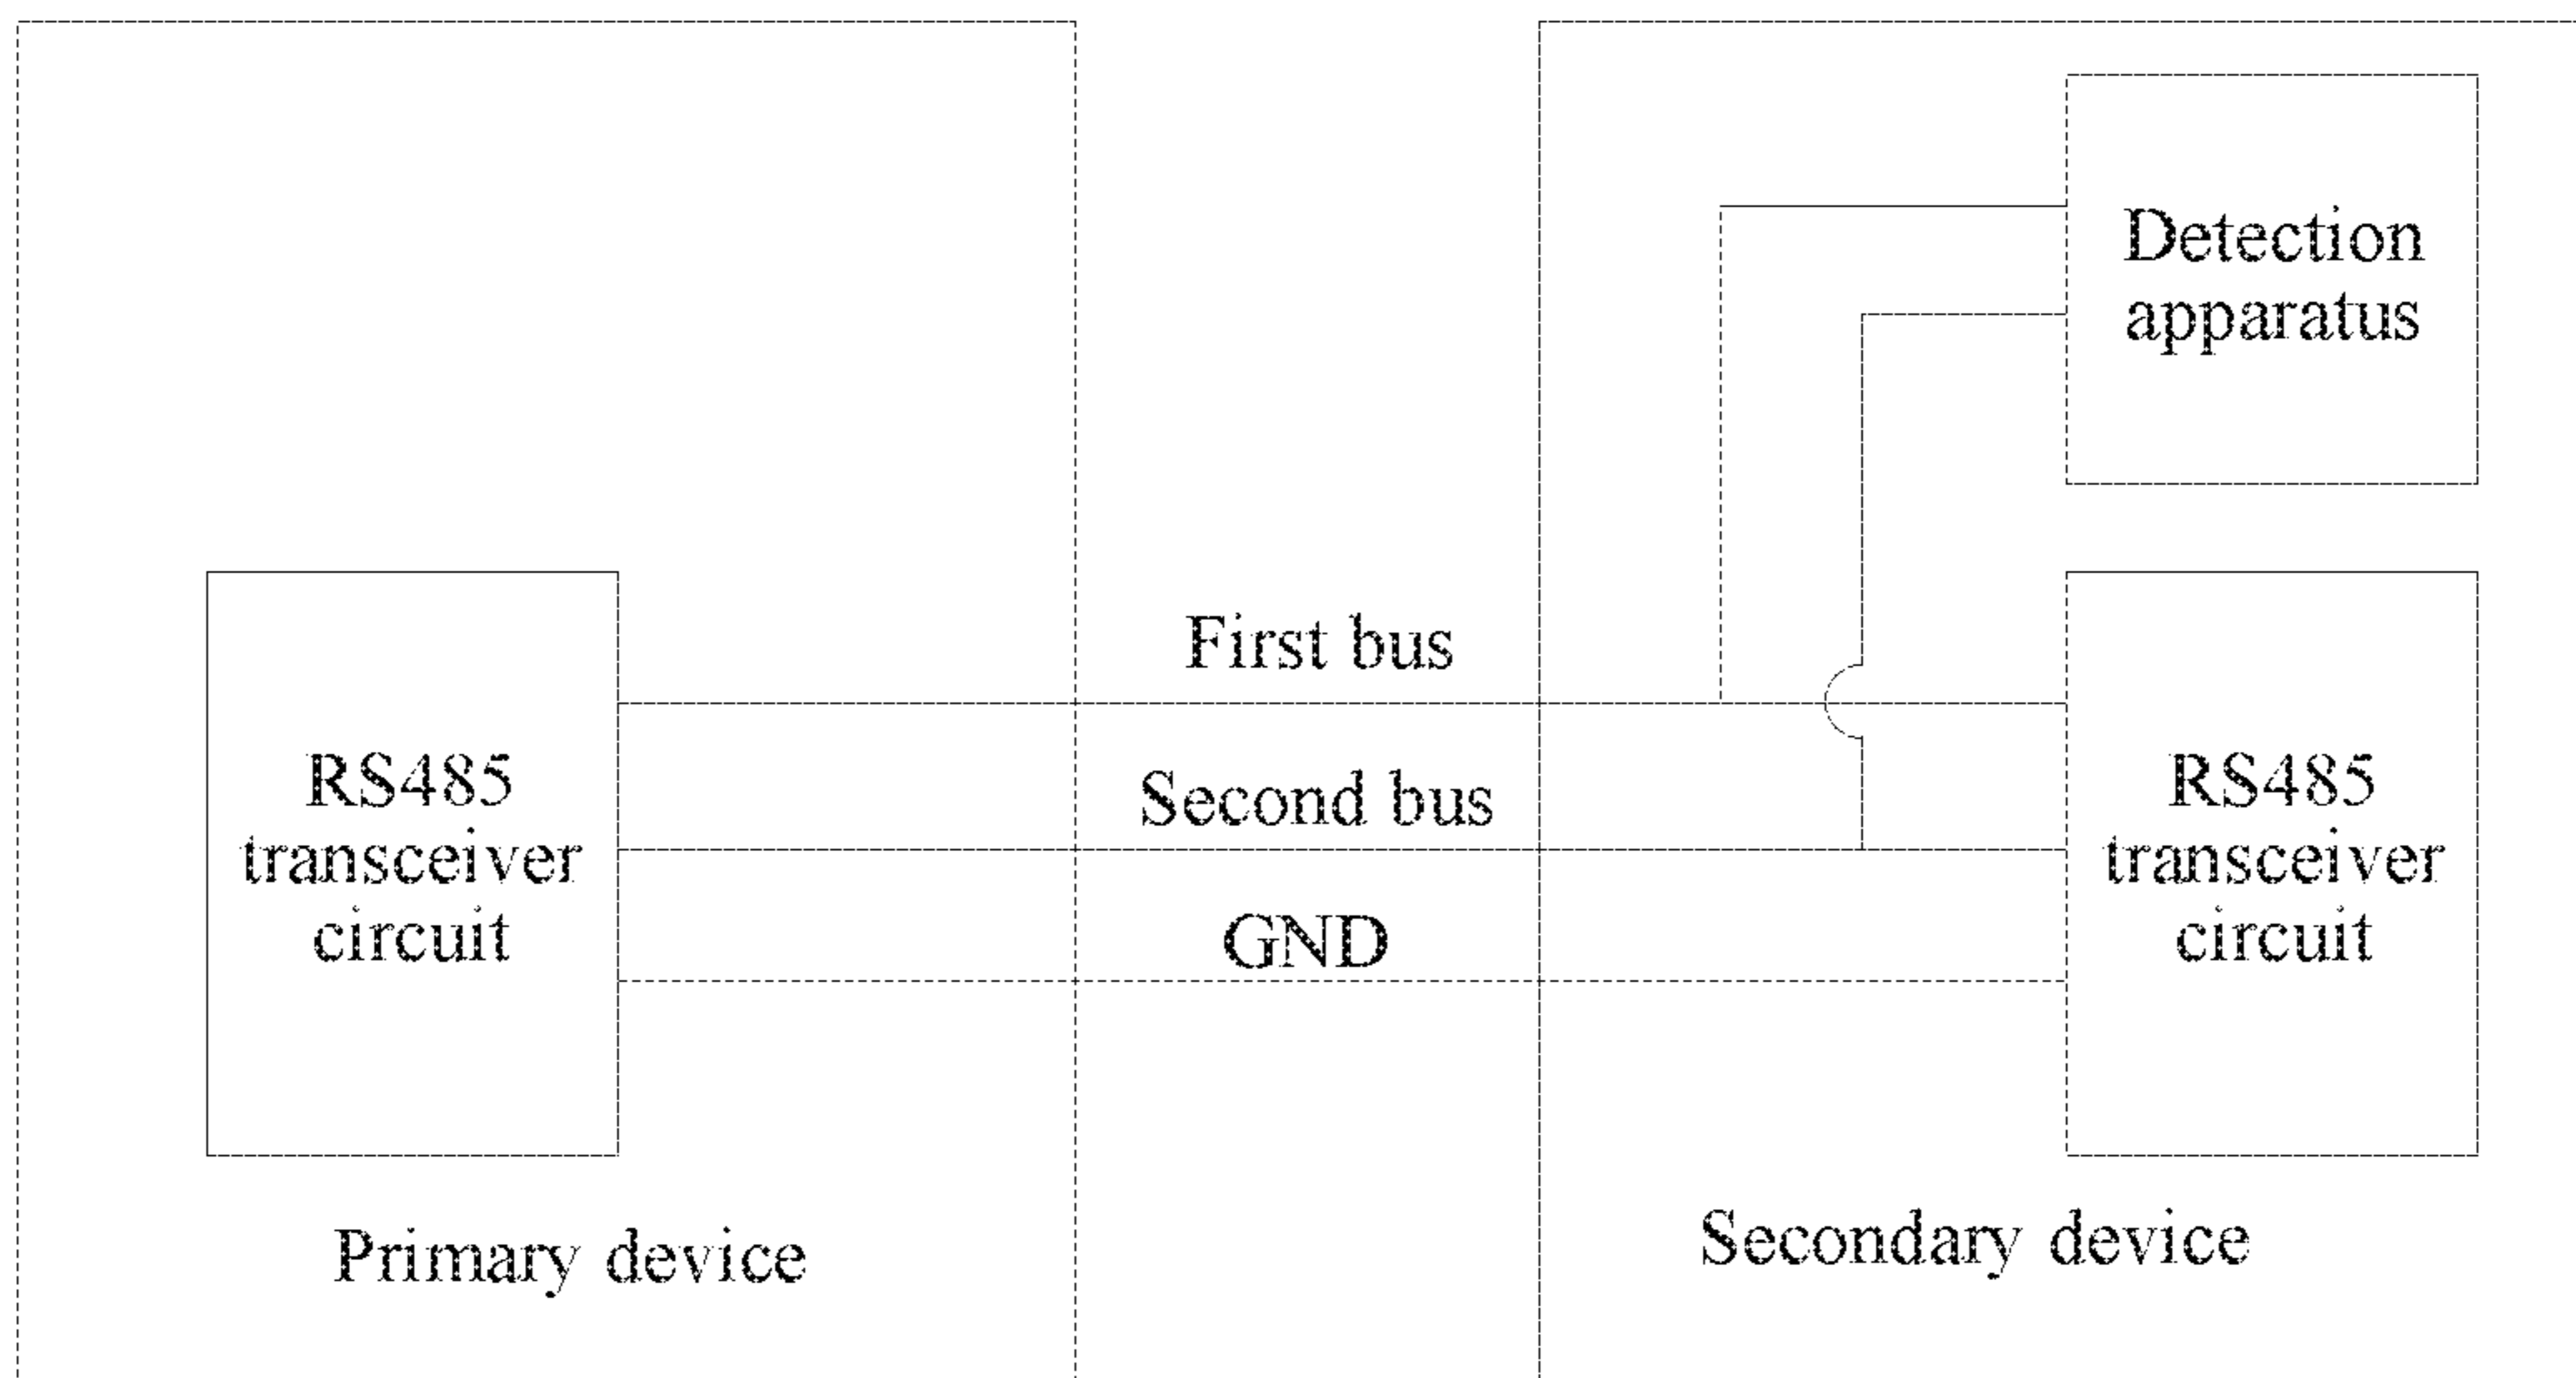 Detection
apparatus
First bus
Second bus
GND
RS485
transceiver
circuit
RS485
transceiver
circuit
Primary device
Secondary device